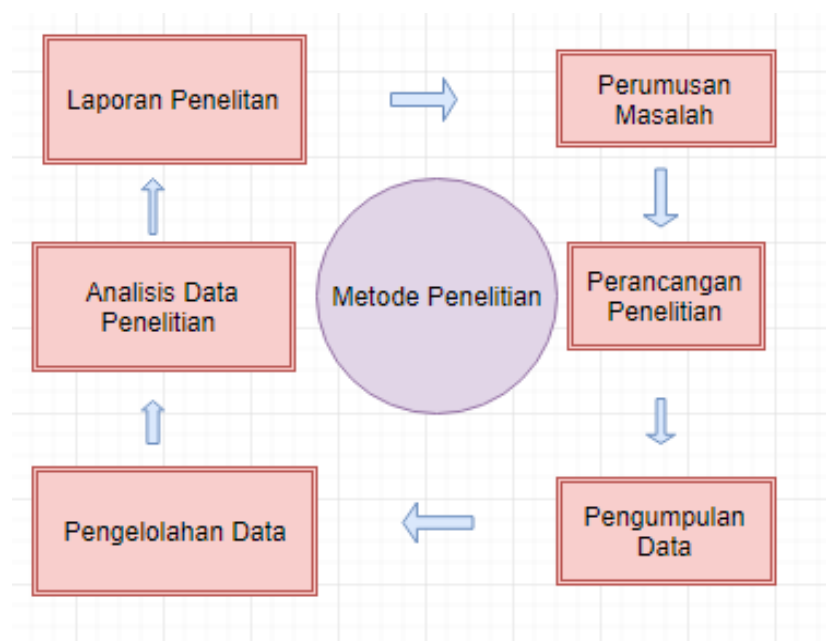 Laporan Penelitan
Perumusan
Masalah
Analisis Data
Penelitian
Metode Penelitian
Perancangan
Penelitian
Pengelolahan Data
Pengumpulan
Data